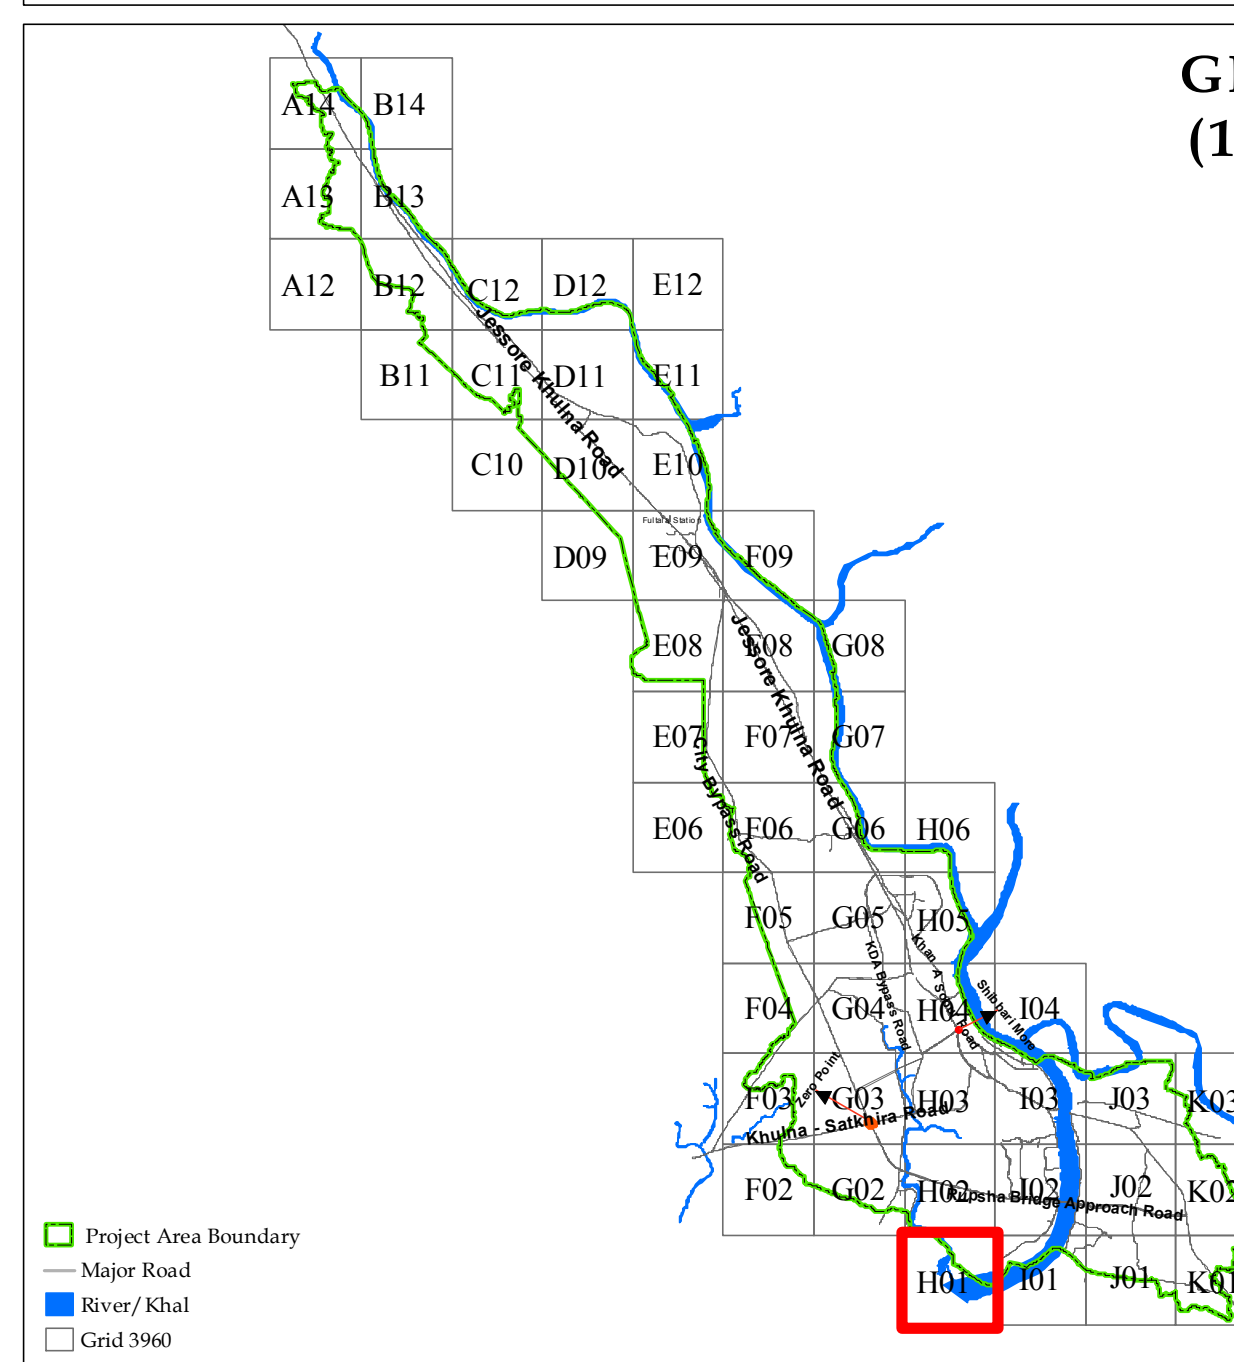 GI
(1
A14 B14
A13 B13
A12 B12 C12 D12 E12
B11 C11 D11 E11
Jessore Khulna Road
C10 D10 E10
Fultala Station
D09 E09 F09
E08 F08 G08
Jessore Khulna Road
E07 F07 G07
City Bypass Road
E06 F06 G06 H06
F05 G05 H05
KDA Bypass Road
Khan A Sobur Road
Shibbari More
F04 G04 H04 I04
Zero Point
F03 G03 H03 I03 J03 K03
Khulna - Satkhira Road
F02 G02 H02 I02 J02 K02
Rupsha Bridge Approach Road
H01 I01 J01 K01
Project Area Boundary
Major Road
River/ Khal
Grid 3960